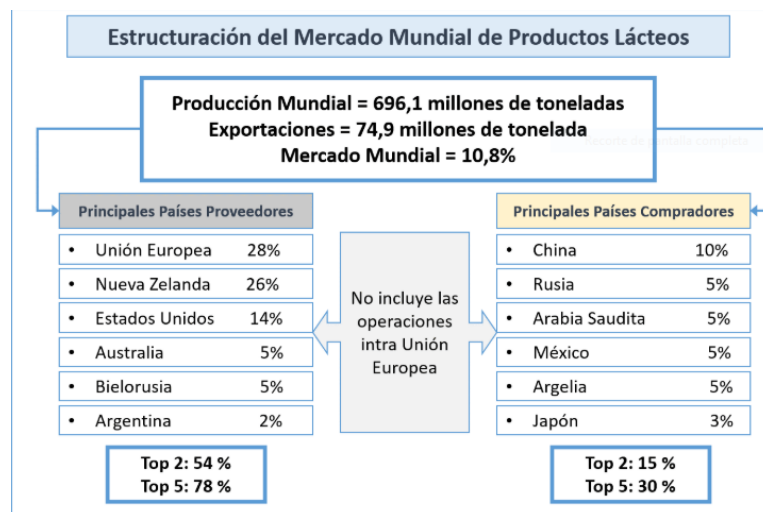 Estructuración del Mercado Mundial de Productos Lácteos
Producción Mundial = 696,1 millones de toneladas
Exportaciones = 74,9 millones de tonelada
Mercado Mundial = 10,8%
Principales Países Proveedores
• Unión Europea 28%
• Nueva Zelanda 26%
• Estados Unidos 14%
• Australia 5%
• Bielorusia 5%
• Argentina 2%
Top 2: 54 %
Top 5: 78 %
No incluye las
operaciones
intra Unión
Europea
Principales Países Compradores
• China 10%
• Rusia 5%
• Arabia Saudita 5%
• México 5%
• Argelia 5%
• Japón 3%
Top 2: 15 %
Top 5: 30 %